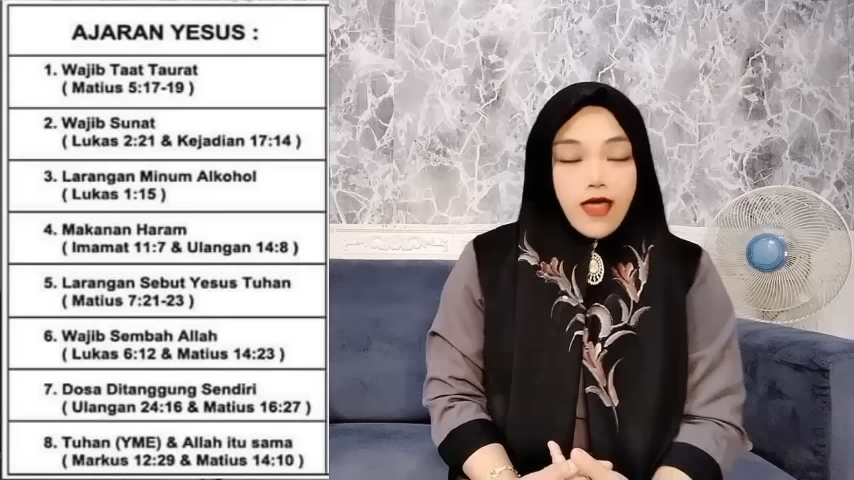 AJARAN YESUS :
1. Wajib Taat Taurat
( Matius 5:17-19 )
2. Wajib Sunat
( Lukas 2:21 & Kejadian 17:14 )
3. Larangan Minum Alkohol
( Lukas 1:15 )
4. Makanan Haram
( Imamat 11:7 & Ulangan 14:8 )
5. Larangan Sebut Yesus Tuhan
( Matius 7:21-23 )
6. Wajib Sembah Allah
( Lukas 6:12 & Matius 14:23 )
7. Dosa Ditanggung Sendiri
( Ulangan 24:16 & Matius 16:27 )
8. Tuhan (YME) & Allah itu sama
( Markus 12:29 & Matius 14:10 )